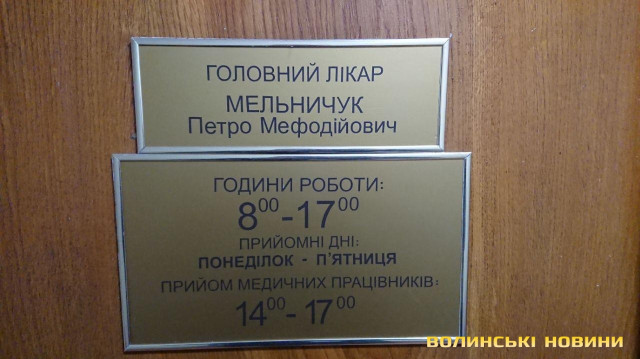 ГОЛОВНИЙ ЛІКАР
МЕЛЬНИЧУК
Петро Мефодійович
ГОДИНИ РОБОТИ:
8⁰⁰-17⁰⁰
ПРИЙОМНІ ДНІ:
ПОНЕДІЛОК - П'ЯТНИЦЯ
ПРИЙОМ МЕДИЧНИХ ПРАЦІВНИКІВ:
14⁰⁰-17⁰⁰
ВОЛИНСЬКІ НОВИНИ